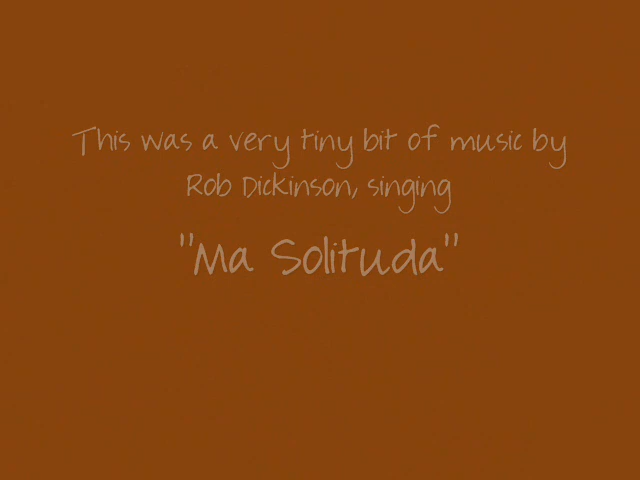 This was a very tiny bit of music by
Rob Dickinson, singing
"Ma Solituda"